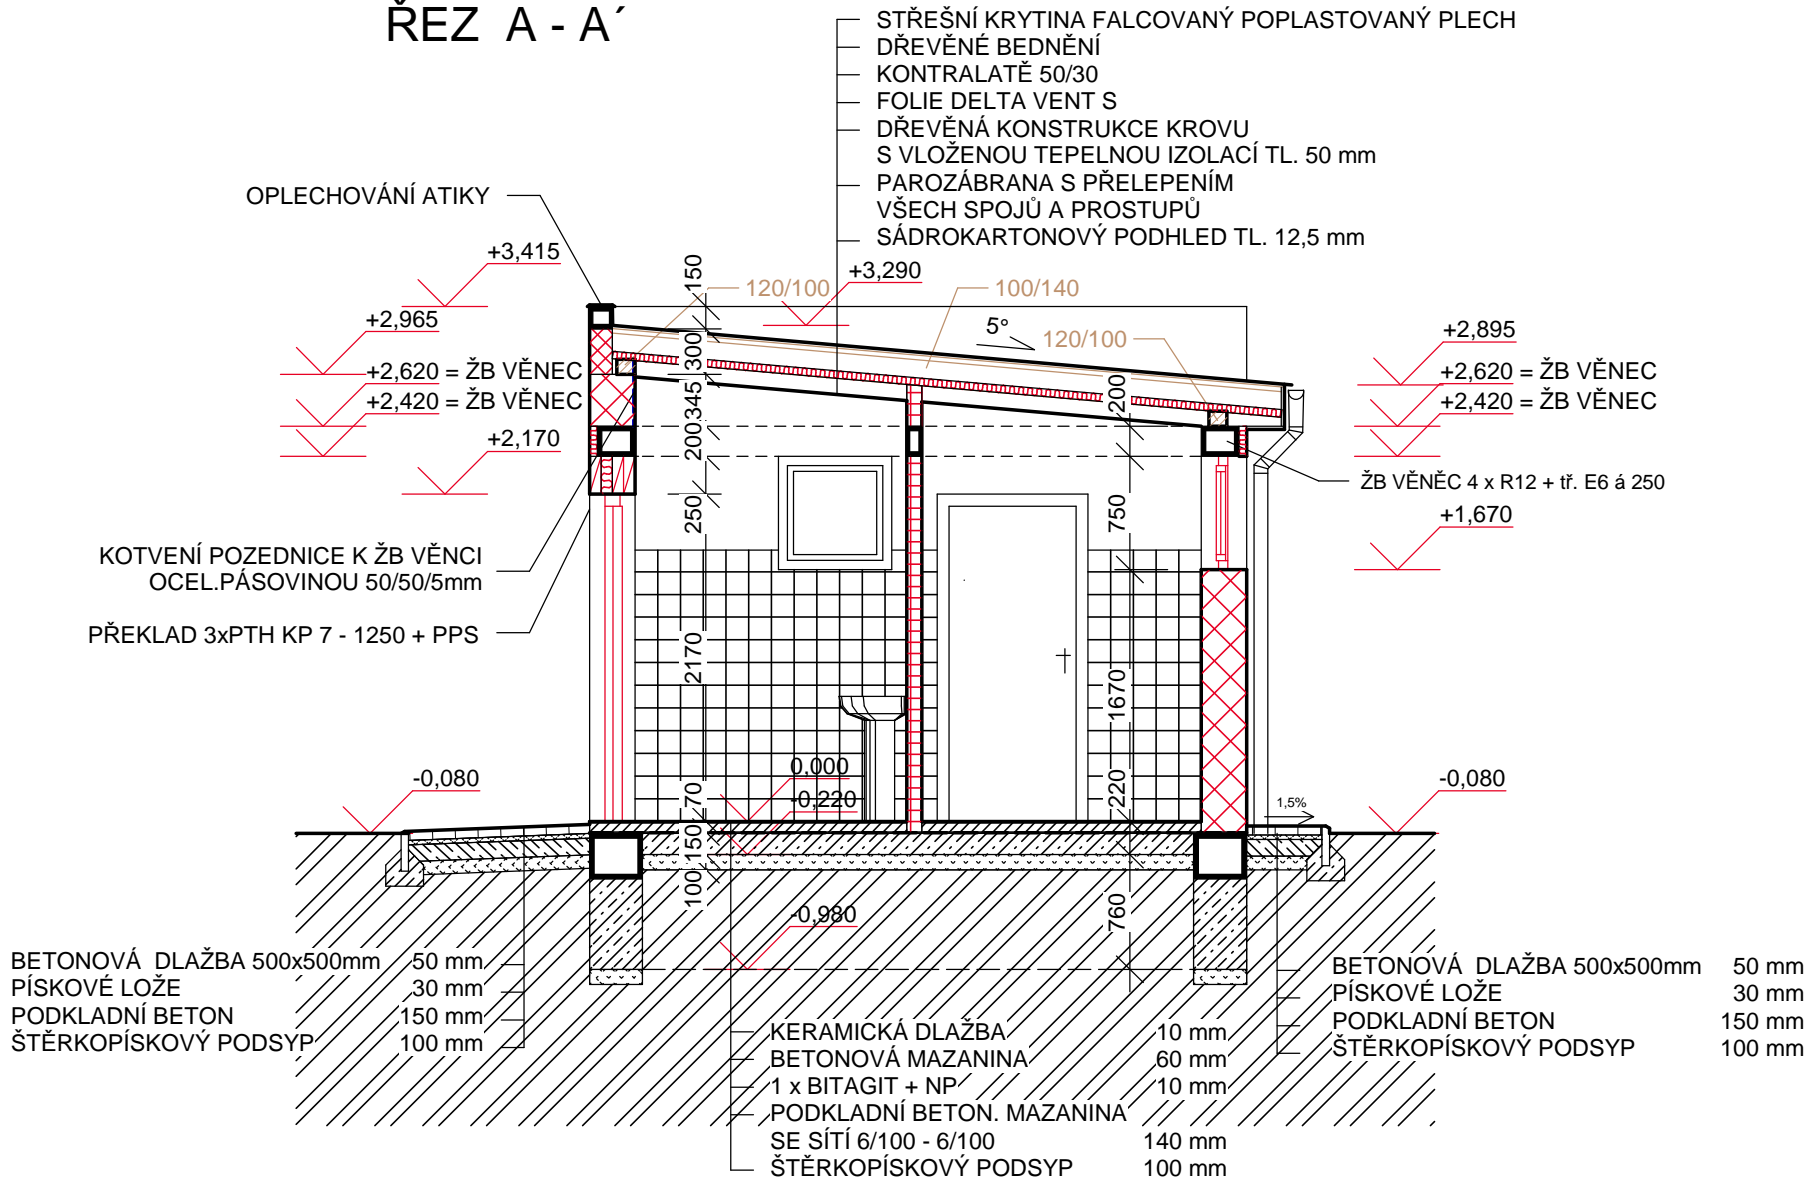 ŘEZ A - A´
STŘEŠNÍ KRYTINA FALCOVANÝ POPLASTOVANÝ PLECH
DŘEVĚNÉ BEDNĚNÍ
KONTRALATĚ 50/30
FOLIE DELTA VENT S
DŘEVĚNÁ KONSTRUKCE KROVU
S VLOŽENOU TEPELNOU IZOLACÍ TL. 50 mm
PAROZÁBRANA S PŘELEPENÍM
VŠECH SPOJŮ A PROSTUPŮ
SÁDROKARTONOVÝ PODHLED TL. 12,5 mm
OPLECHOVÁNÍ ATIKY
+3,415
+2,965
+2,620 = ŽB VĚNEC
+2,420 = ŽB VĚNEC
+2,170
KOTVENÍ POZEDNICE K ŽB VĚNCI
OCEL.PÁSOVINOU 50/50/5mm
PŘEKLAD 3xPTH KP 7 - 1250 + PPS
-0,080
150
300
345
200
250
2170
70
150
100
120/100
+3,290
100/140
5°
120/100
0,000
-0,220
-0,980
200
750
1670
220
760
+2,895
+2,620 = ŽB VĚNEC
+2,420 = ŽB VĚNEC
ŽB VĚNĚC 4 x R12 + tř. E6 á 250
+1,670
-0,080
1,5%
BETONOVÁ DLAŽBA 500x500mm 50 mm
PÍSKOVÉ LOŽE 30 mm
PODKLADNÍ BETON 150 mm
ŠTĚRKOPÍSKOVÝ PODSYP 100 mm
KERAMICKÁ DLAŽBA 10 mm
BETONOVÁ MAZANINA 60 mm
1 x BITAGIT + NP 10 mm
PODKLADNÍ BETON. MAZANINA
SE SÍTÍ 6/100 - 6/100 140 mm
ŠTĚRKOPÍSKOVÝ PODSYP 100 mm
BETONOVÁ DLAŽBA 500x500mm 50 mm
PÍSKOVÉ LOŽE 30 mm
PODKLADNÍ BETON 150 mm
ŠTĚRKOPÍSKOVÝ PODSYP 100 mm